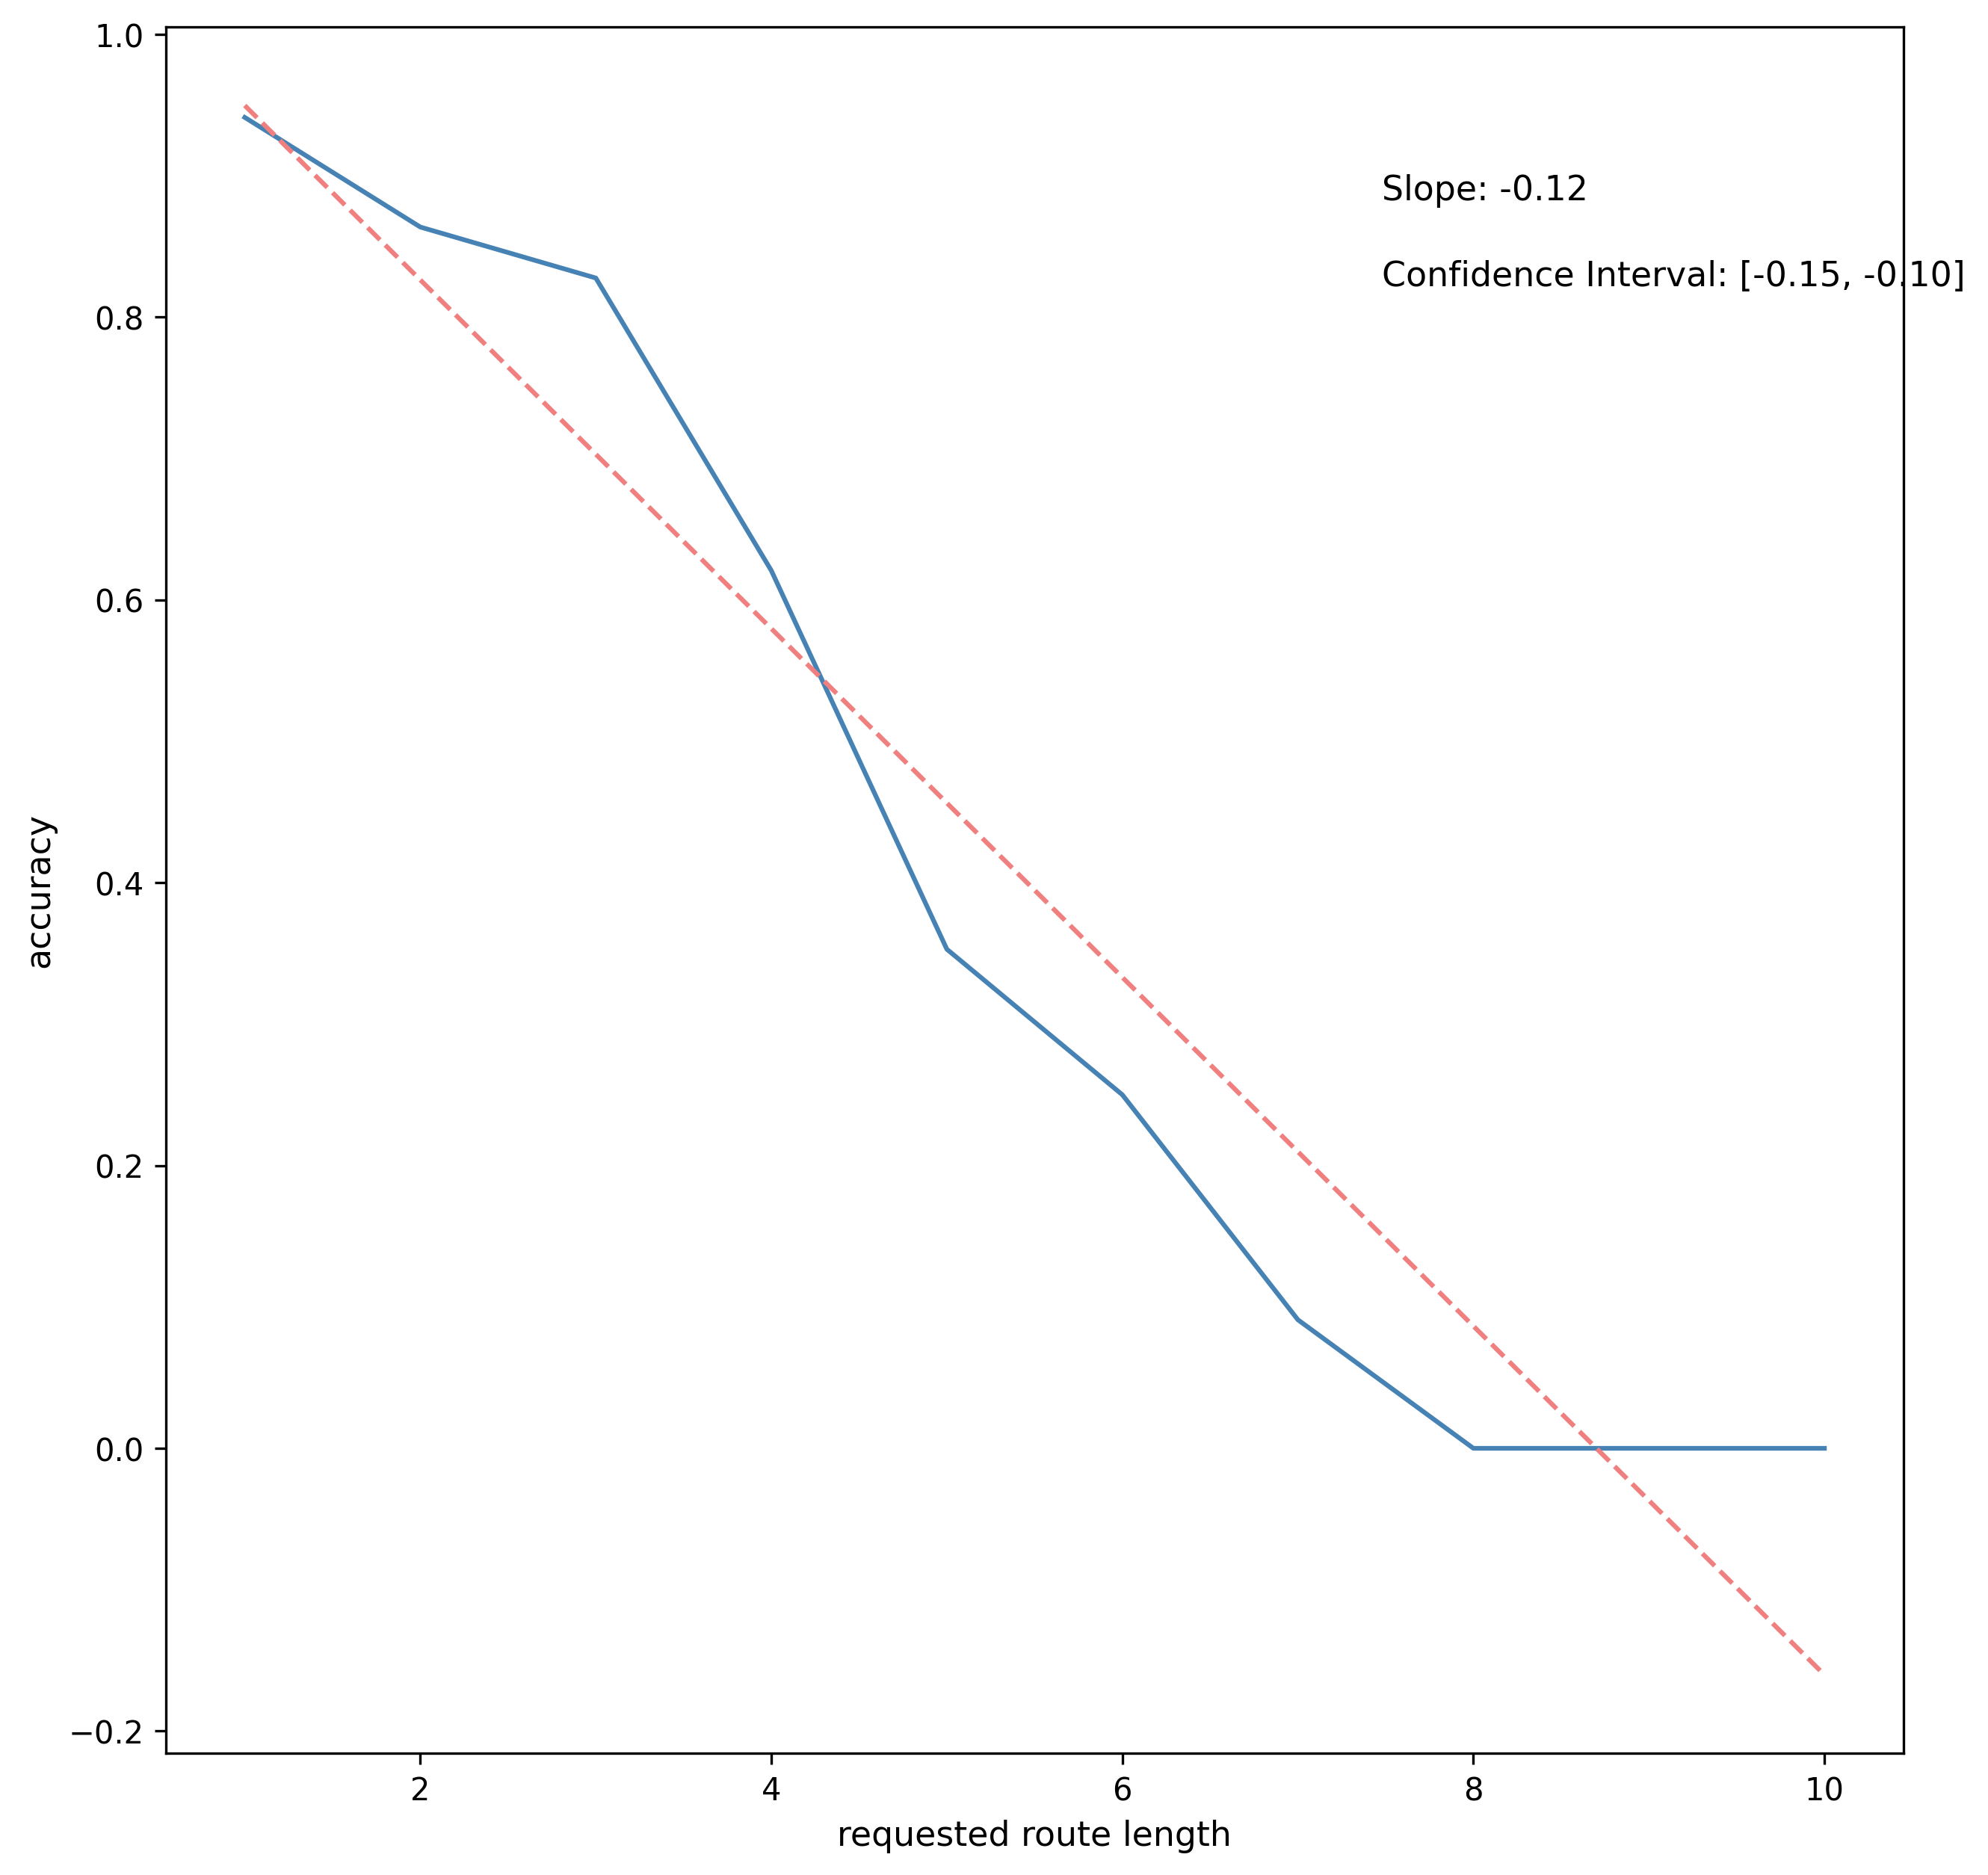 1.0
0.8
0.6
0.4
0.2
0.0
−0.2
accuracy
Slope: -0.12
Confidence Interval: [-0.15, -0.10]
2 4 6 8 10
requested route length